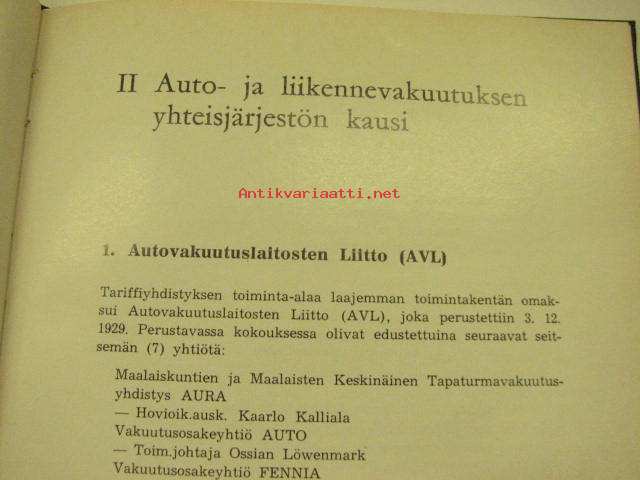 II Auto- ja liikennevakuutuksen
yhteisjärjestön kausi
Antikvariaatti.net
1. Autovakuutuslaitosten Liitto (AVL)
Tariffiyhdistyksen toiminta-alaa laajemman toimintakentän omak-
sui Autovakuutuslaitosten Liitto (AVL), joka perustettiin 3. 12.
1929. Perustavassa kokouksessa olivat edustettuina seuraavat seit-
semän (7) yhtiötä:
Maalaiskuntien ja Maalaisten Keskinäinen Tapaturmavakuutus-
yhdistys AURA
— Hovioik.ausk. Kaarlo Kalliala
Vakuutusosakeyhtiö AUTO
— Toim.johtaja Ossian Löwenmark
Vakuutusosakeyhtiö FENNIA